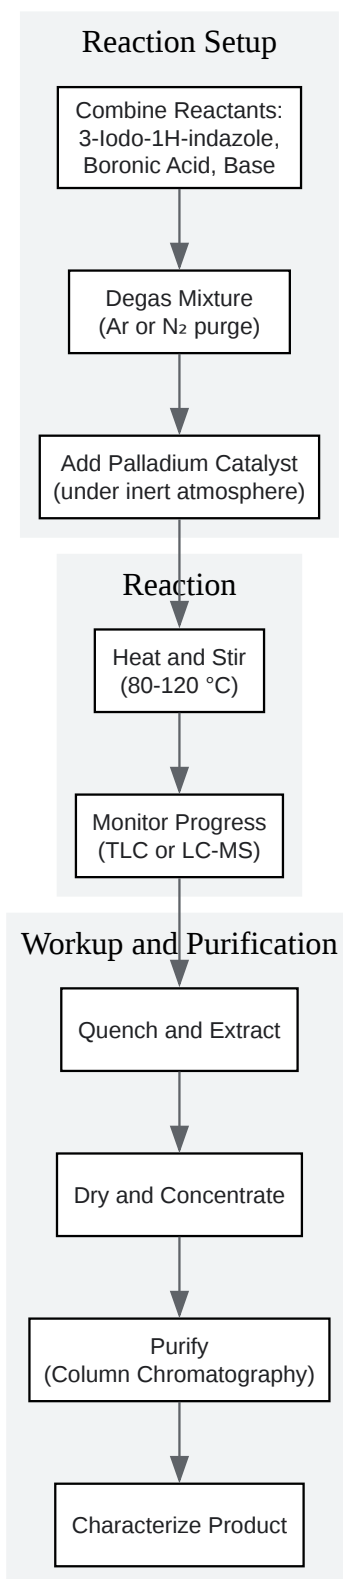 Reaction Setup
Combine Reactants:
3-Iodo-1H-indazole,
Boronic Acid, Base
Degas Mixture
(Ar or N₂ purge)
Add Palladium Catalyst
(under inert atmosphere)
Reaction
Heat and Stir
(80-120 °C)
Monitor Progress
(TLC or LC-MS)
Workup and Purification
Quench and Extract
Dry and Concentrate
Purify
(Column Chromatography)
Characterize Product